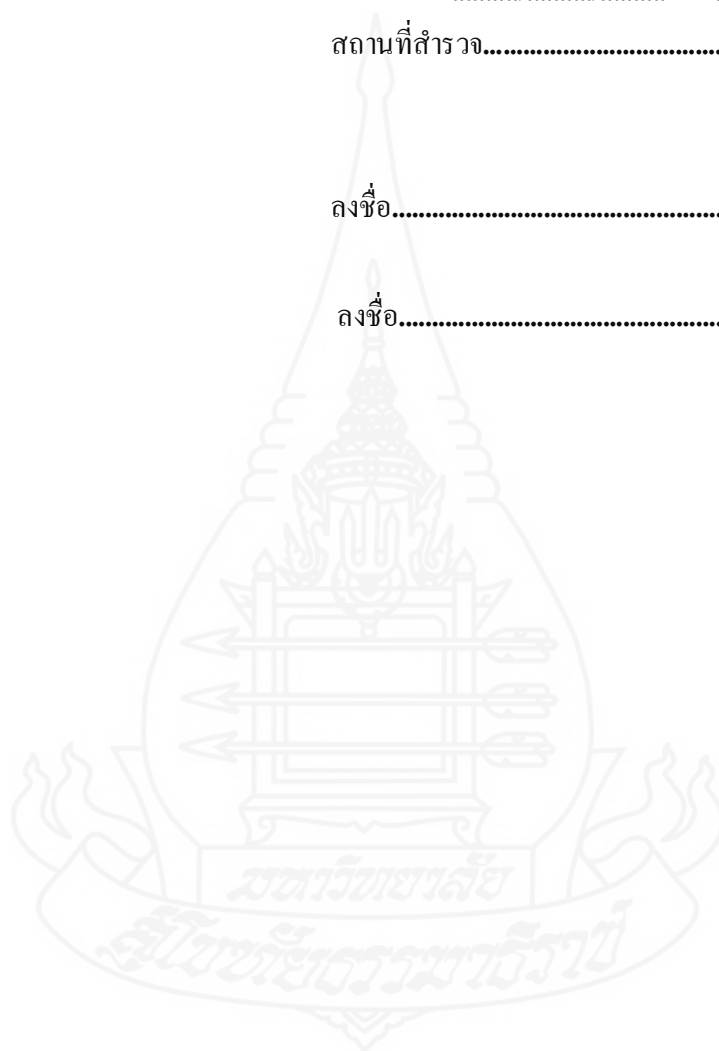 สถานที่สำรวจ....................................
ลงชื่อ..................................................
ลงชื่อ.................................................
มหาวิทยาลัย
สุโขทัยธรรมาธิราช